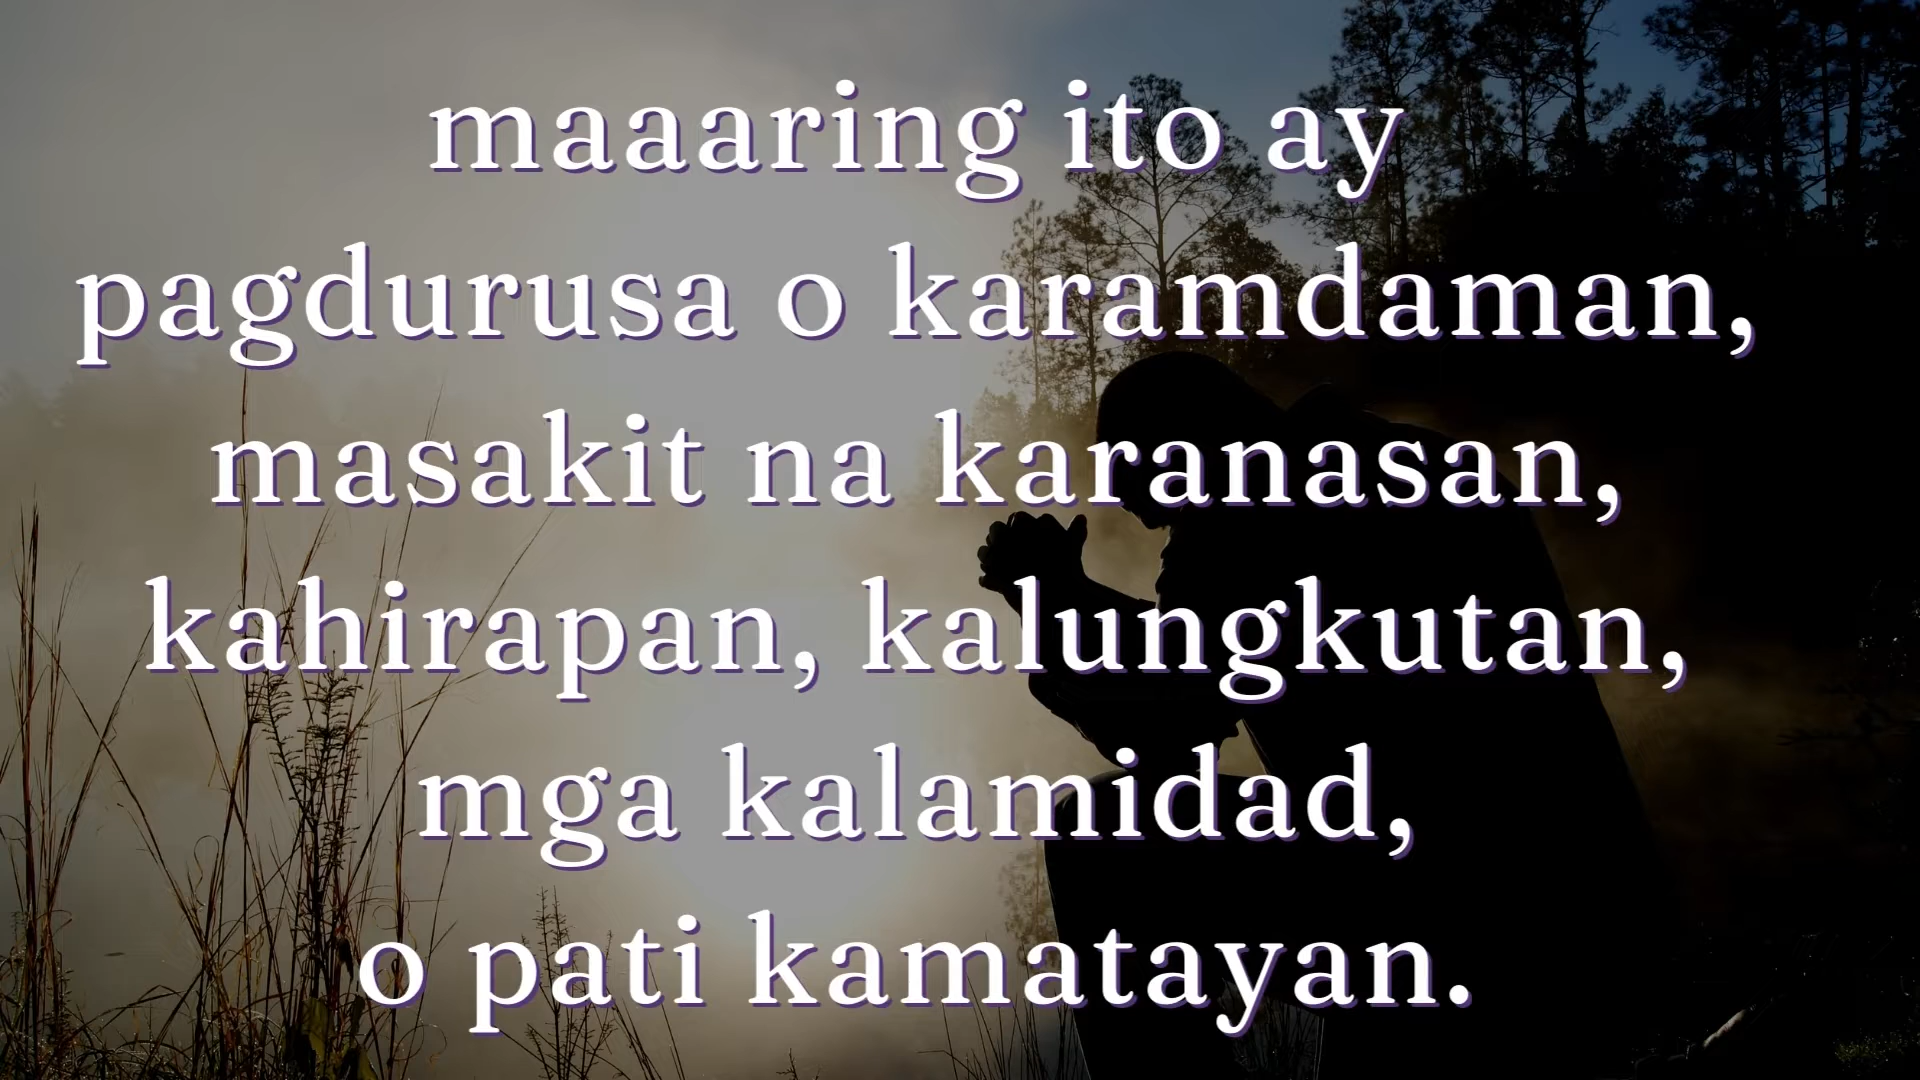 maaaring ito ay
pagdurusa o karamdaman,
masakit na karanasan,
kahirapan, kalungkutan,
mga kalamidad,
o pati kamatayan.